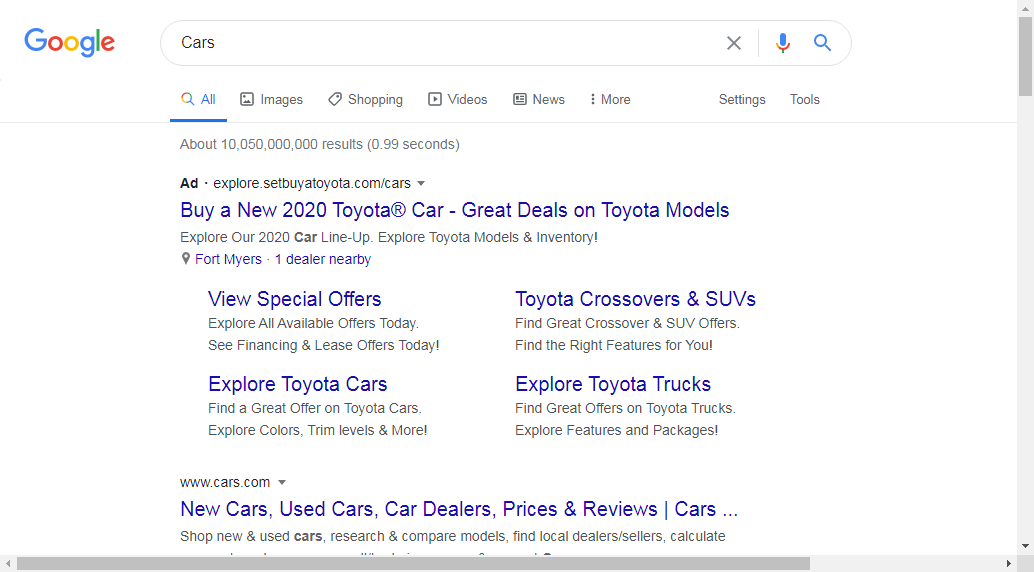 Google
Cars
All Images Shopping Videos News More Settings Tools
About 10,050,000,000 results (0.99 seconds)
Ad · explore.setbuyatoyota.com/cars
Buy a New 2020 Toyota® Car - Great Deals on Toyota Models
Explore Our 2020 Car Line-Up. Explore Toyota Models & Inventory!
Fort Myers · 1 dealer nearby
View Special Offers
Explore All Available Offers Today.
See Financing & Lease Offers Today!
Toyota Crossovers & SUVs
Find Great Crossover & SUV Offers.
Find the Right Features for You!
Explore Toyota Cars
Find a Great Offer on Toyota Cars.
Explore Colors, Trim levels & More!
Explore Toyota Trucks
Find Great Offers on Toyota Trucks.
Explore Features and Packages!
www.cars.com
New Cars, Used Cars, Car Dealers, Prices & Reviews | Cars ...
Shop new & used cars, research & compare models, find local dealers/sellers, calculate